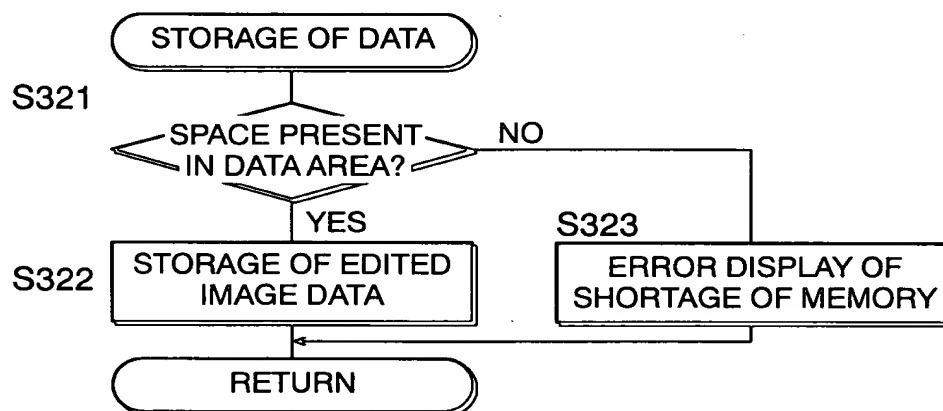 STORAGE OF DATA
S321
SPACE PRESENT
IN DATA AREA?
NO
YES
S322
STORAGE OF EDITED
IMAGE DATA
S323
ERROR DISPLAY OF
SHORTAGE OF MEMORY
RETURN